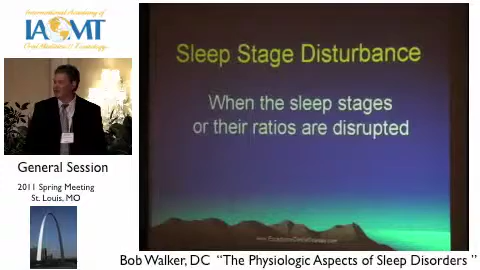 International Academy of
IAOMT
Oral Medicine & Toxicology
General Session
2011 Spring Meeting
St. Louis, MO
Sleep Stage Disturbance
When the sleep stages
or their ratios are disrupted
Bob Walker, DC "The Physiologic Aspects of Sleep Disorders "